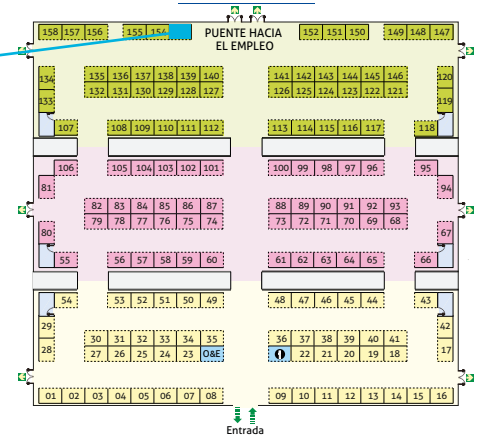 158 157 156 155 154 PUENTE HACIA 152 151 150 149 148 147
EL EMPLEO
134 135 136 137 138 139 140 141 142 143 144 145 146 120
133 132 131 130 129 128 127 126 125 124 123 122 121 119
107 108 109 110 111 112 113 114 115 116 117 118
106 105 104 103 102 101 100 99 98 97 96 95
81 94
82 83 84 85 86 87 88 89 90 91 92 93
79 78 77 76 75 74 73 72 71 70 69 68
80 67
55 56 57 58 59 60 61 62 63 64 65 66
54 53 52 51 50 49 48 47 46 45 44 43
29 42
30 31 32 33 34 35 36 37 38 39 40 41
28 27 26 25 24 23 O&E 22 21 20 19 18 17
01 02 03 04 05 06 07 08 09 10 11 12 13 14 15 16
Entrada